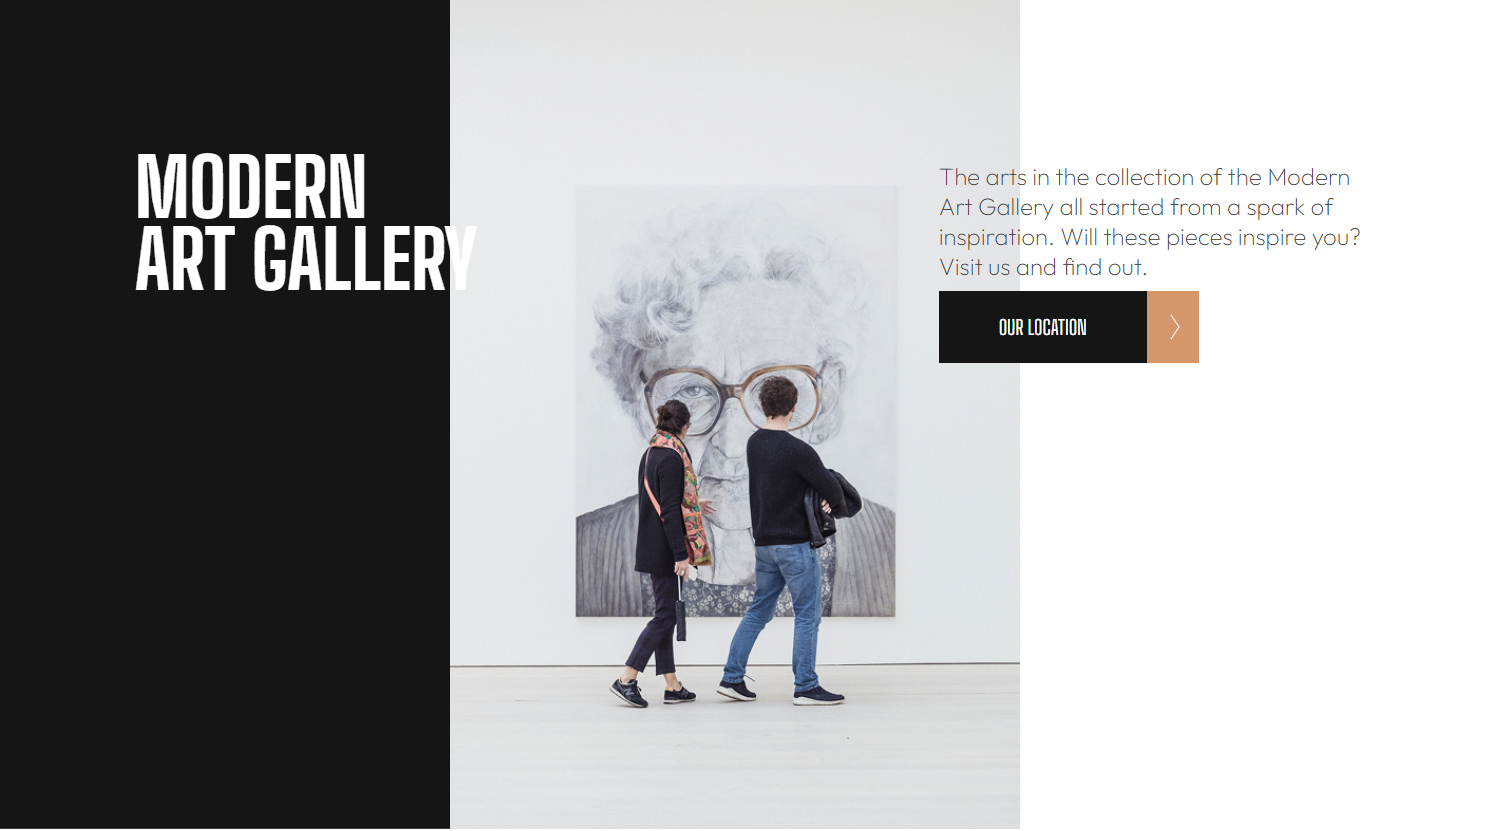 MODERN
ART GALLERY
The arts in the collection of the Modern
Art Gallery all started from a spark of
inspiration. Will these pieces inspire you?
Visit us and find out.
OUR LOCATION